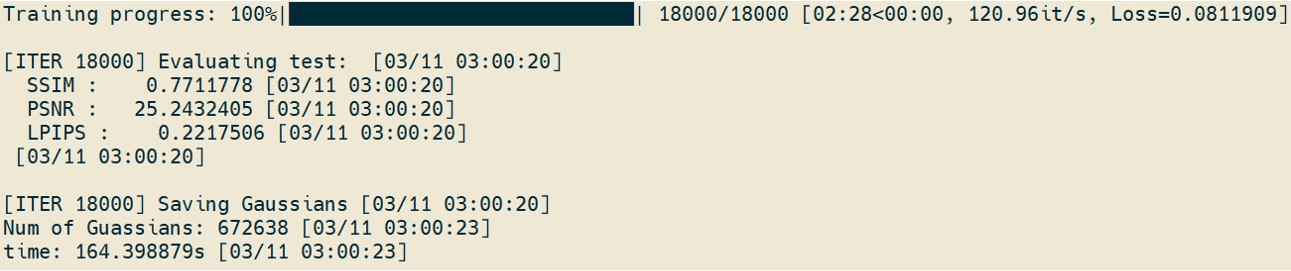 Training progress: 100%|██████████| 18000/18000 [02:28<00:00, 120.96it/s, Loss=0.0811909]
[ITER 18000] Evaluating test:  [03/11 03:00:20]
SSIM :    0.7711778 [03/11 03:00:20]
PSNR :   25.2432405 [03/11 03:00:20]
LPIPS :    0.2217506 [03/11 03:00:20]
[03/11 03:00:20]
[ITER 18000] Saving Gaussians [03/11 03:00:20]
Num of Guassians: 672638 [03/11 03:00:23]
time: 164.398879s [03/11 03:00:23]